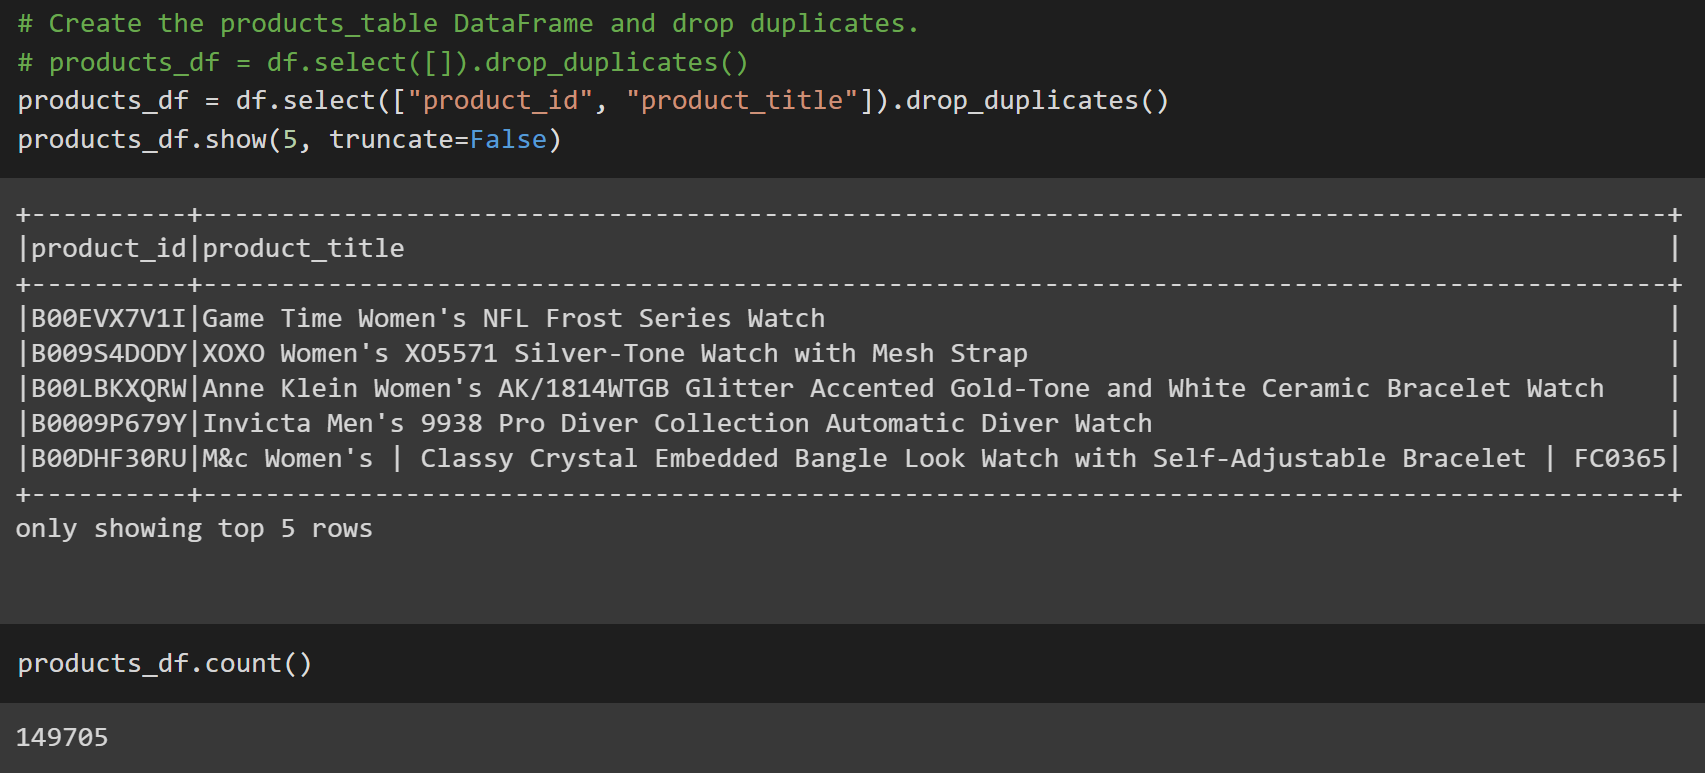 # Create the products_table DataFrame and drop duplicates.
# products_df = df.select([]).drop_duplicates()
products_df = df.select(["product_id", "product_title"]).drop_duplicates()
products_df.show(5, truncate=False)
+----------+----------------------------------------------------------------------------------------------+
|product_id|product_title                                                                                 |
+----------+----------------------------------------------------------------------------------------------+
|B00EVX7V1I|Game Time Women's NFL Frost Series Watch                                                      |
|B009S4DODY|XOXO Women's XO5571 Silver-Tone Watch with Mesh Strap                                         |
|B00LBKXQRW|Anne Klein Women's AK/1814WTGB Glitter Accented Gold-Tone and White Ceramic Bracelet Watch    |
|B0009P679Y|Invicta Men's 9938 Pro Diver Collection Automatic Diver Watch                                 |
|B00DHF30RU|M&c Women's | Classy Crystal Embedded Bangle Look Watch with Self-Adjustable Bracelet | FC0365|
+----------+----------------------------------------------------------------------------------------------+
only showing top 5 rows
products_df.count()
149705